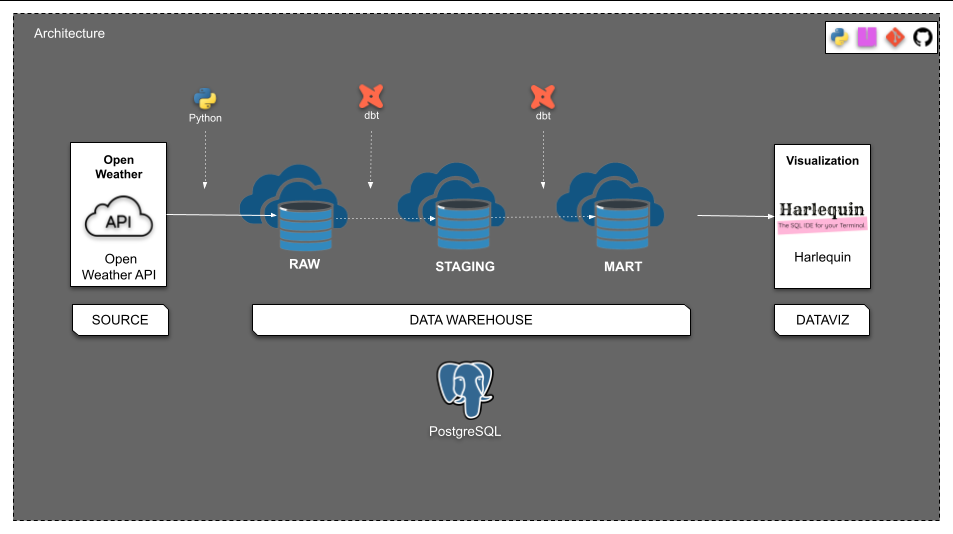 Architecture
Python
dbt
dbt
Open
Weather
API
Open
Weather API
RAW
STAGING
MART
Visualization
Harlequin
The SQL IDE for your Terminal.
Harlequin
SOURCE
DATA WAREHOUSE
DATAVIZ
PostgreSQL